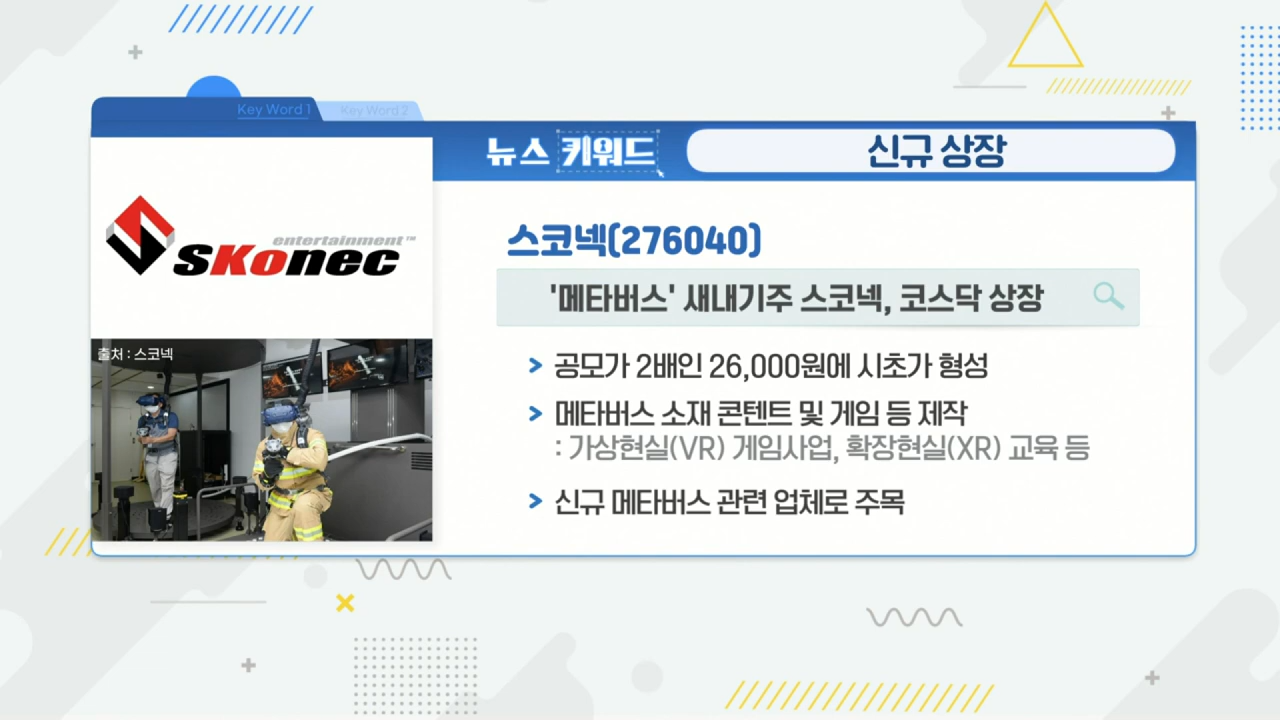 Key Word 1
Key Word 2
뉴스 키워드
신규 상장
entertainment™
SKonec
출처 : 스코넥
스코넥(276040)
'메타버스' 새내기주 스코넥, 코스닥 상장
> 공모가 2배인 26,000원에 시초가 형성
> 메타버스 소재 콘텐트 및 게임 등 제작
: 가상현실(VR) 게임사업, 확장현실(XR) 교육 등
> 신규 메타버스 관련 업체로 주목